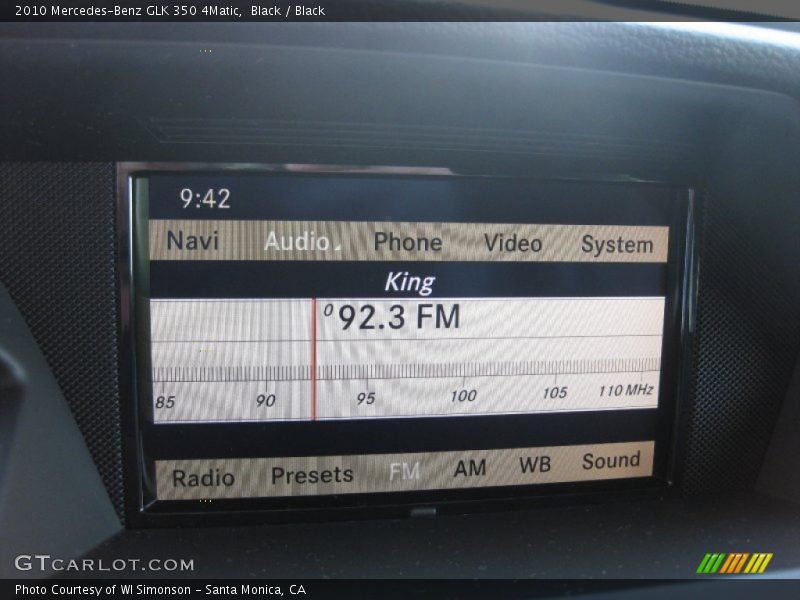 2010 Mercedes-Benz GLK 350 4Matic, Black / Black
9:42
Navi Audio Phone Video System
King
0 92.3 FM
85 90 95 100 105 110 MHz
Radio Presets FM AM WB Sound
GTCARLOT.COM
Photo Courtesy of WI Simonson - Santa Monica, CA